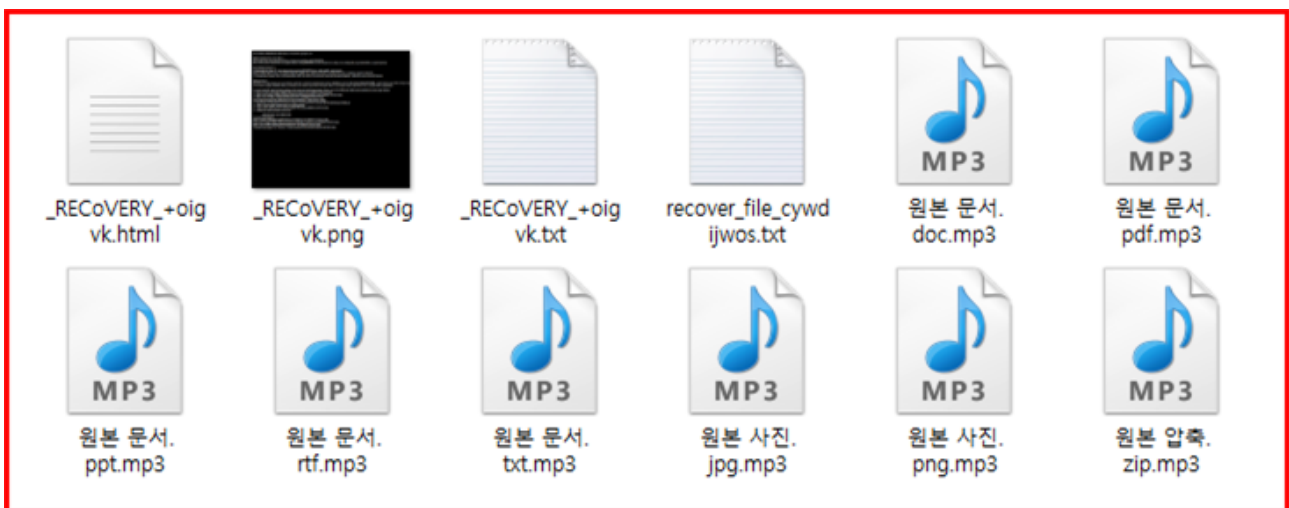 _RECoVERY_+oig
vk.html
_RECoVERY_+oig
vk.png
_RECoVERY_+oig
vk.txt
recover_file_cywd
ijwos.txt
MP3
원본 문서.
doc.mp3
MP3
원본 문서.
pdf.mp3
MP3
원본 문서.
ppt.mp3
MP3
원본 문서.
rtf.mp3
MP3
원본 문서.
txt.mp3
MP3
원본 사진.
jpg.mp3
MP3
원본 사진.
png.mp3
MP3
원본 압축.
zip.mp3